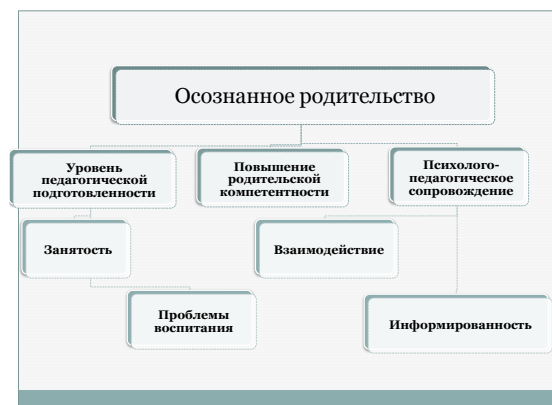 Осознанное родительство
Уровень
педагогической
подготовленности
Повышение
родительской
компетентности
Психолого-
педагогическое
сопровождение
Занятость
Взаимодействие
Проблемы
воспитания
Информированность